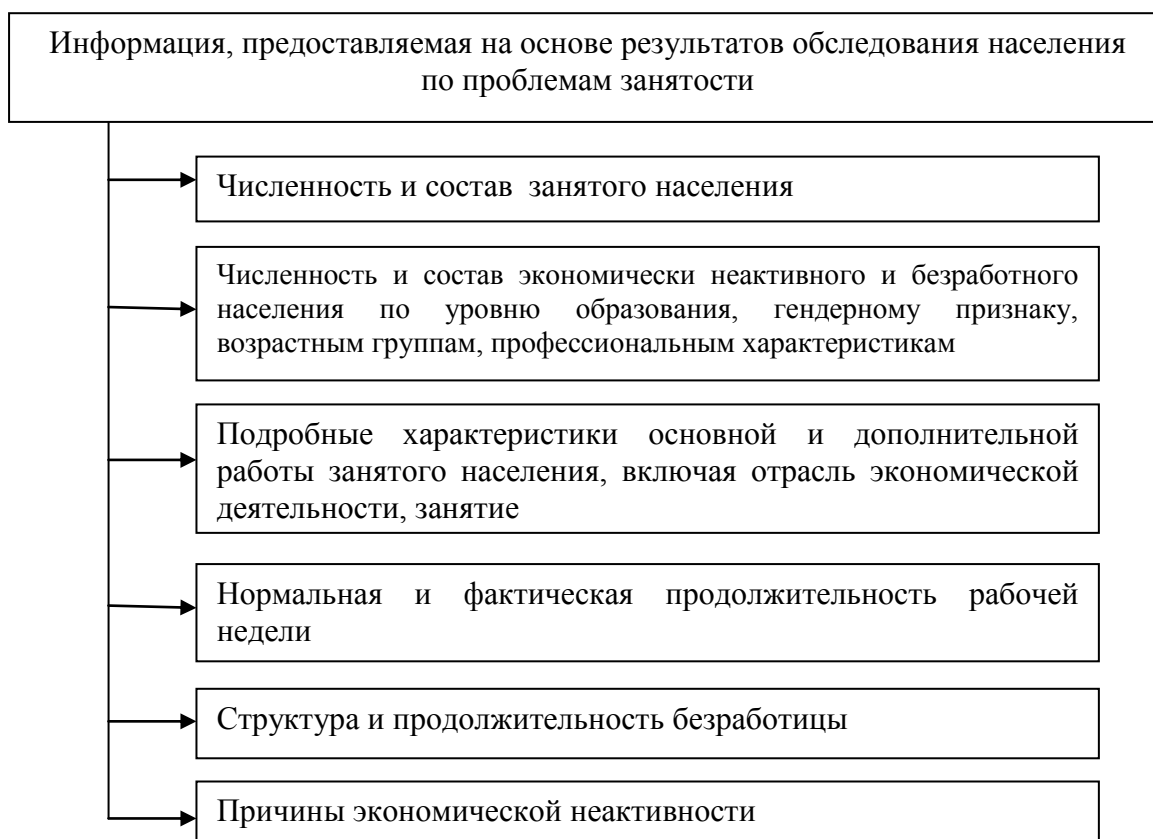 Информация, предоставляемая на основе результатов обследования населения
по проблемам занятости
Численность и состав занятого населения
Численность и состав экономически неактивного и безработного
населения по уровню образования, гендерному признаку,
возрастным группам, профессиональным характеристикам
Подробные характеристики основной и дополнительной
работы занятого населения, включая отрасль экономической
деятельности, занятие
Нормальная и фактическая продолжительность рабочей
недели
Структура и продолжительность безработицы
Причины экономической неактивности